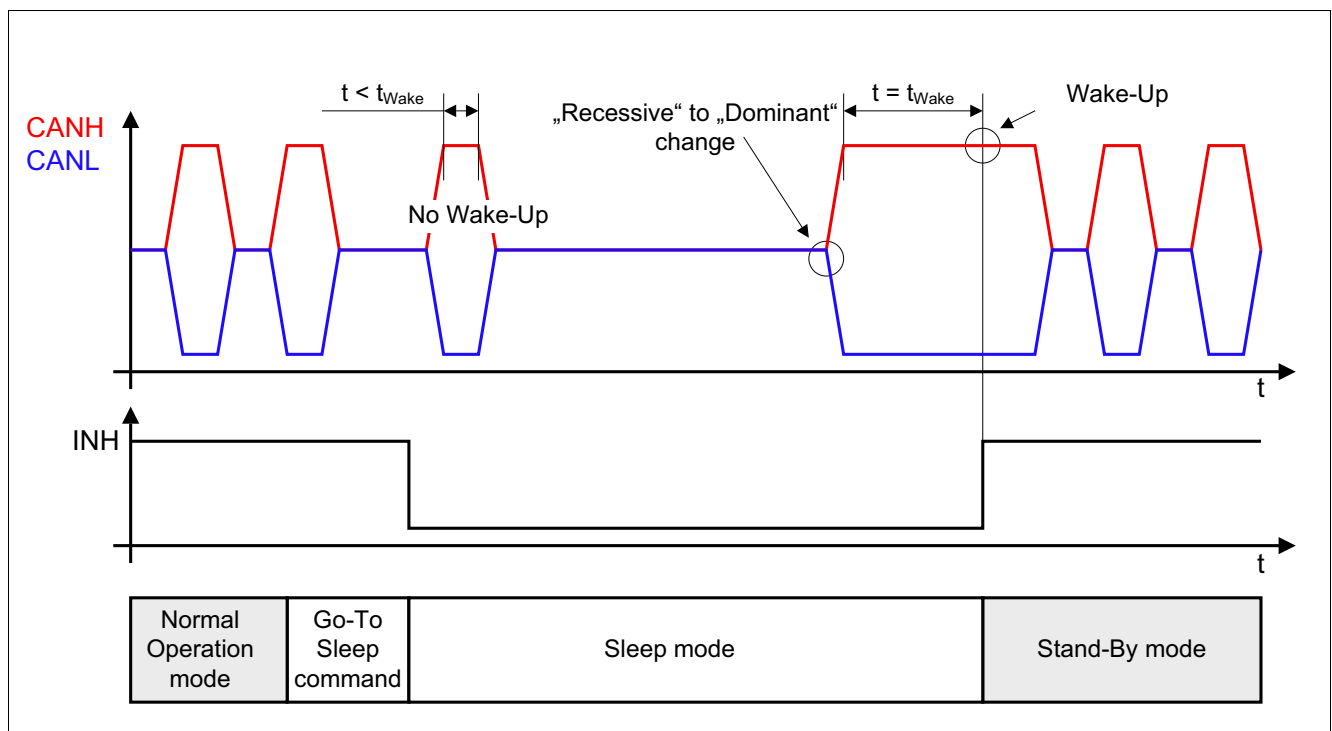 t < tWake
„Recessive“ to „Dominant“
change
t = tWake
Wake-Up
CANH
CANL
No Wake-Up
t
INH
t
Normal
Operation
mode
Go-To
Sleep
command
Sleep mode
Stand-By mode